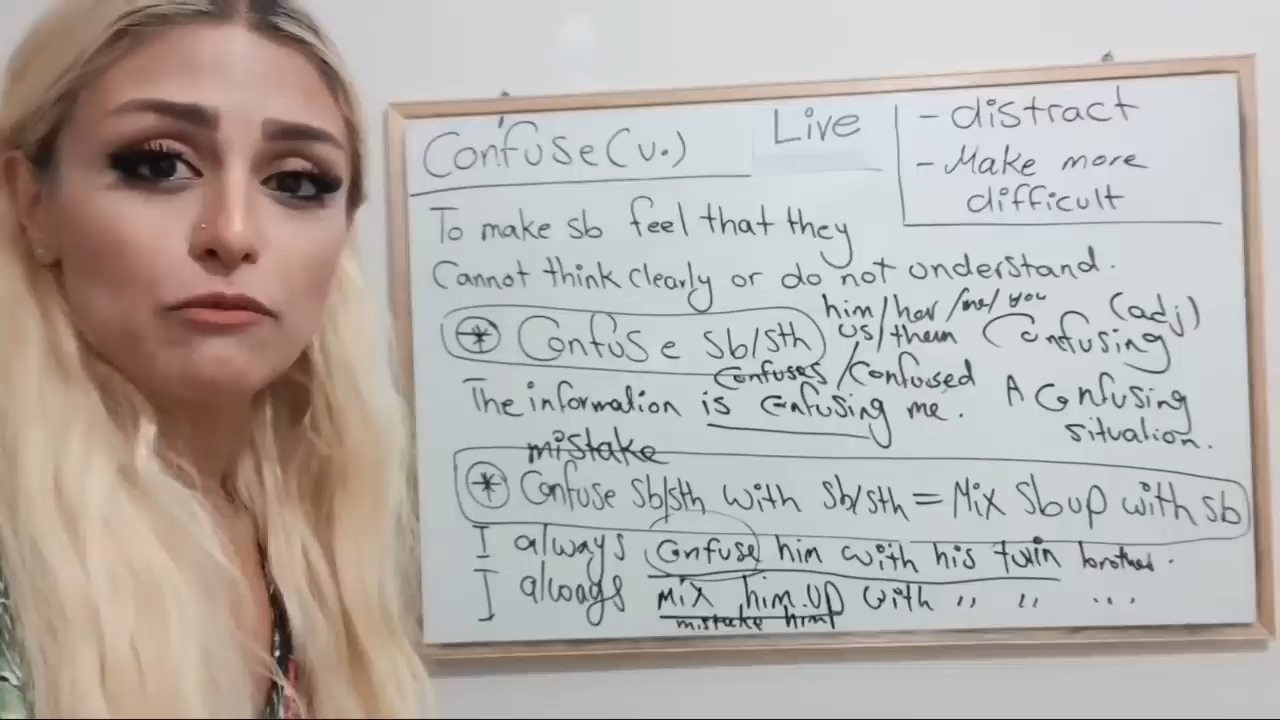 Confuse (v.)
Live
- distract
- Make more
difficult
To make sb feel that they
Cannot think clearly or do not understand.
him/her/me/you
us/them
(adj)
Confusing
* Confuse sb/sth
confuses / Confused
The information is confusing me.
A Confusing
situation.
mistake
* Confuse sb/sth with sb/sth = Mix sb up with sb
I always confuse him with his twin brother.
I always mix him up with " " ....
mistake him